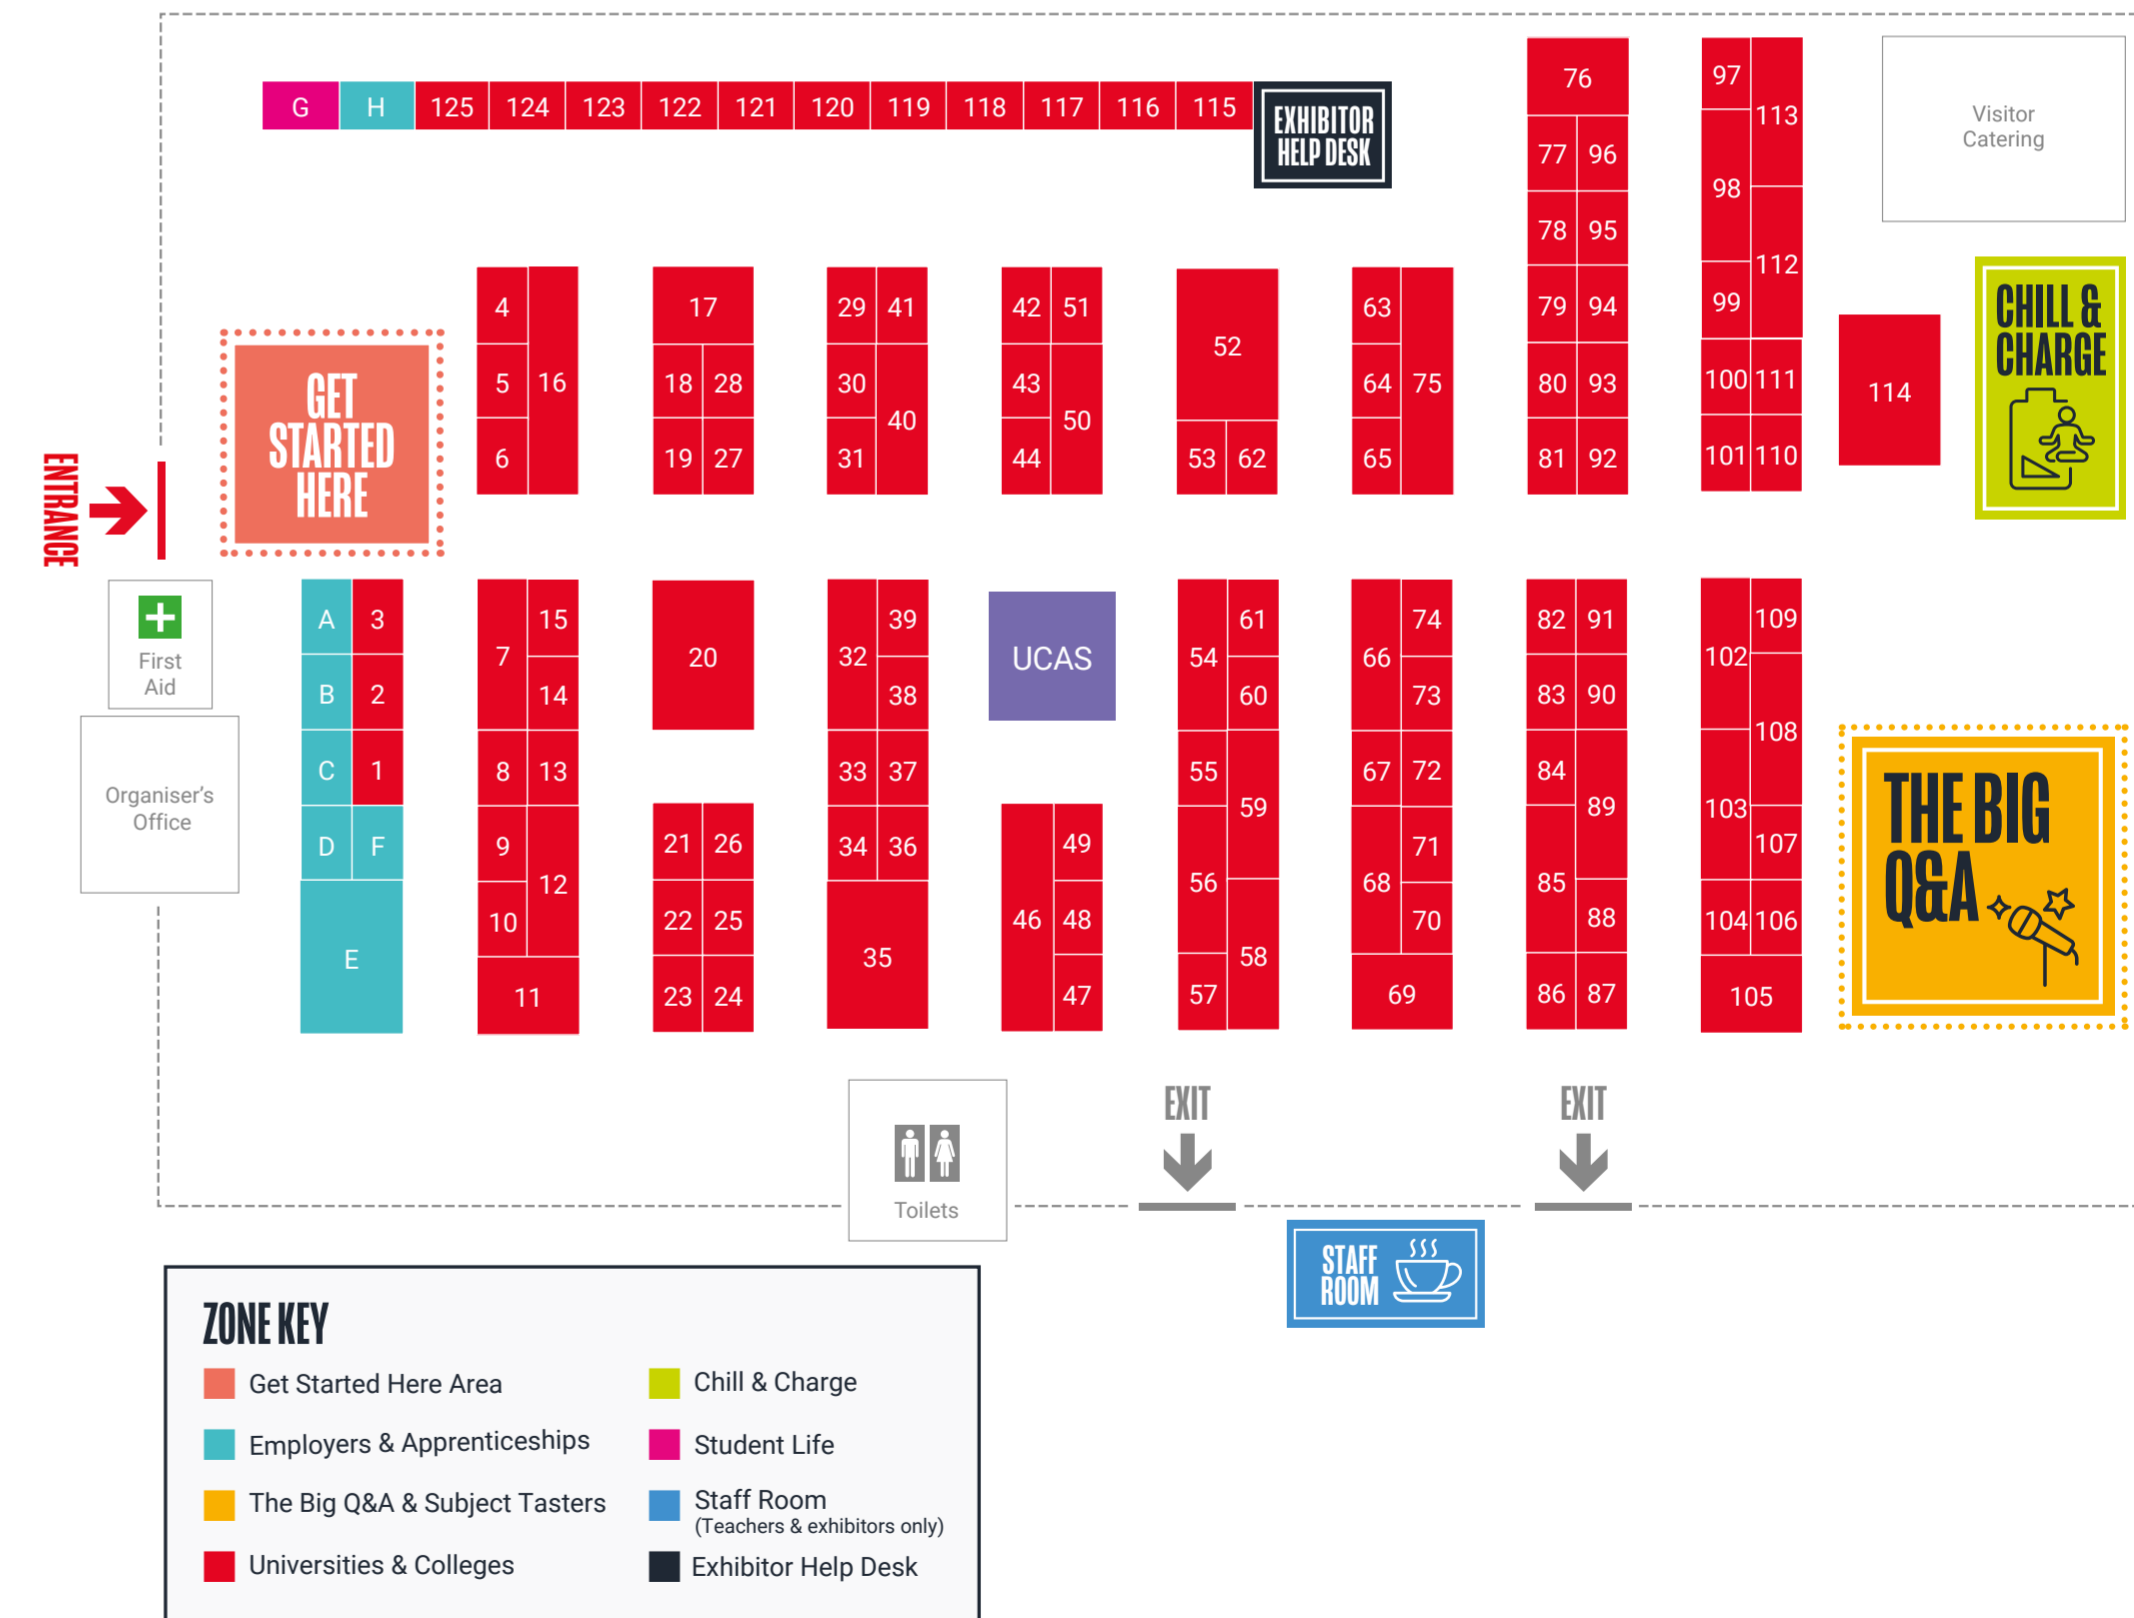 G H 125 124 123 122 121 120 119 118 117 116 115
EXHIBITOR
HELP DESK
76
77 96
78 95
79 94
80 93
81 92
97
113
98
112
99
100 111
101 110
Visitor
Catering
CHILL &
CHARGE
114
4
5 16
6
17
18 28
19 27
29 41
30
40
31
42 51
43
50
44
52
53 62
63
64 75
65
GET
STARTED
HERE
ENTRANCE
First
Aid
Organiser's
Office
A 3
B 2
C 1
D F
E
15
7
14
8 13
9
12
10
11
20
21 26
22 25
23 24
39
32
38
33 37
34 36
35
UCAS
49
46 48
47
61
54
60
55
59
56
58
57
74
66
73
67 72
71
68
70
69
82 91
83 90
84
89
85
88
86 87
109
102
108
103
107
104 106
105
THE BIG
Q&A
Toilets
EXIT
EXIT
STAFF
ROOM
ZONE KEY
Get Started Here Area
Employers & Apprenticeships
The Big Q&A & Subject Tasters
Universities & Colleges
Chill & Charge
Student Life
Staff Room
(Teachers & exhibitors only)
Exhibitor Help Desk